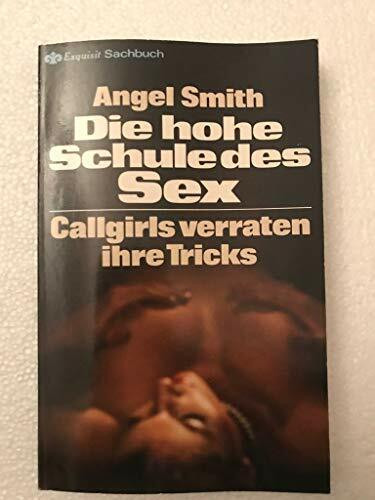 Exquisit Sachbuch
Angel Smith
Die hohe
Schule des
Sex
Callgirls verraten
ihre Tricks